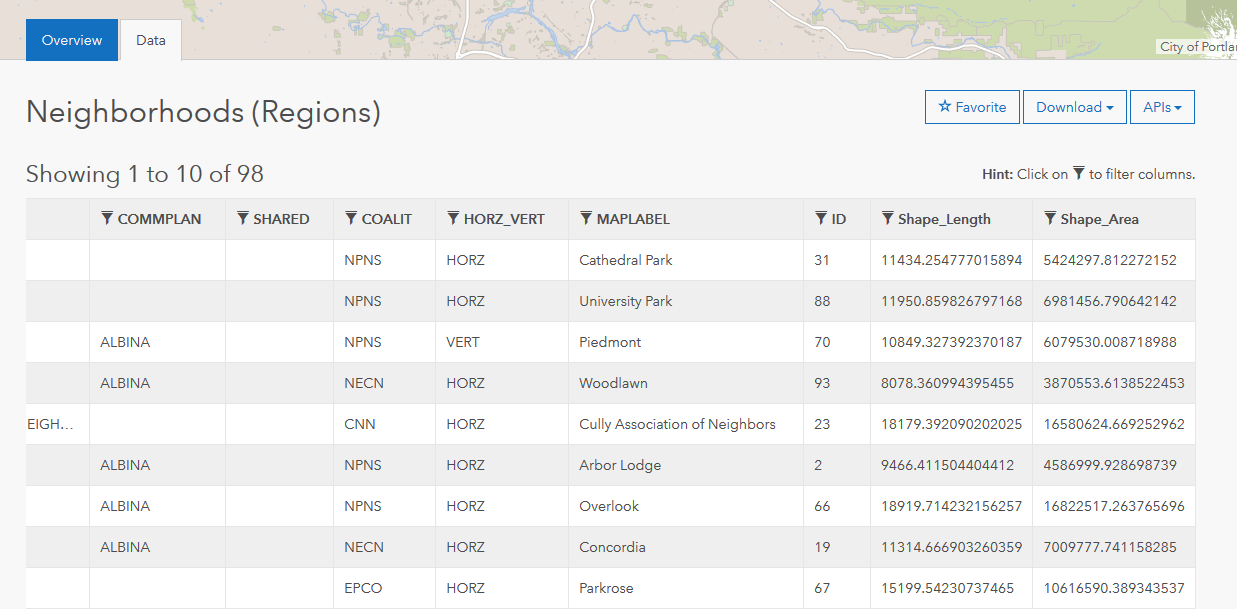 Overview Data
City of Portla
Neighborhoods (Regions)
Favorite Download APIs
Showing 1 to 10 of 98
Hint: Click on to filter columns.
COMMPLAN SHARED COALIT HORZ_VERT MAPLABEL ID Shape_Length Shape_Area
NPNS HORZ Cathedral Park 31 11434.254777015894 5424297.812272152
NPNS HORZ University Park 88 11950.859826797168 6981456.790642142
ALBINA NPNS VERT Piedmont 70 10849.327392370187 6079530.008718988
ALBINA NECN HORZ Woodlawn 93 8078.360994395455 3870553.6138522453
EIGH... CNN HORZ Cully Association of Neighbors 23 18179.392090202025 16580624.669252962
ALBINA NPNS HORZ Arbor Lodge 2 9466.411504404412 4586999.928698739
ALBINA NPNS HORZ Overlook 66 18919.714232156257 16822517.263765696
ALBINA NECN HORZ Concordia 19 11314.666903260359 7009777.741158285
EPCO HORZ Parkrose 67 15199.54230737465 10616590.389343537